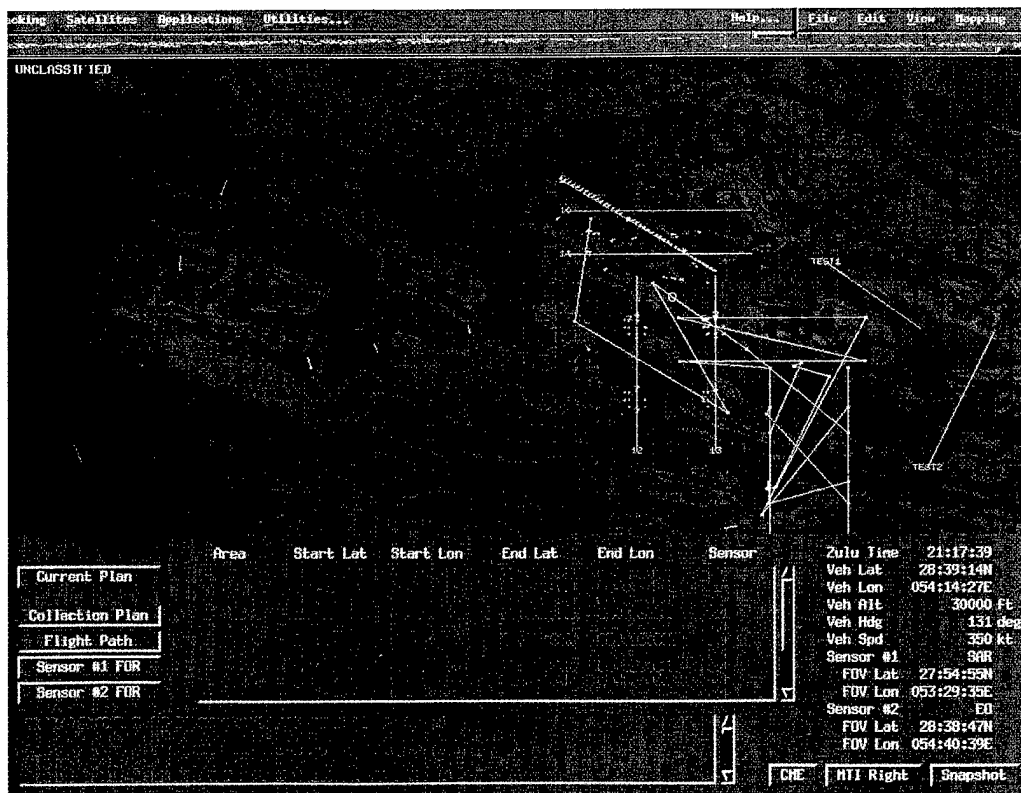 acking Satellites Applications Utilities... Help... File Edit View Mapping
UNCLASSIFIED
TEST1
12 13
TEST2
Area Start Lat Start Lon End Lat End Lon Sensor
Current Plan
Collection Plan
Flight Path
Sensor #1 FOR
Sensor #2 FOR
Zulu Time 21:17:39
Veh Lat 28:39:14N
Veh Lon 054:14:27E
Veh Alt 30000 ft
Veh Hdg 131 deg
Veh Spd 350 kt
Sensor #1 SAR
FOV Lat 27:54:55N
FOV Lon 053:29:35E
Sensor #2 EO
FOV Lat 28:38:47N
FOV Lon 054:40:39E
CME MTI Right Snapshot